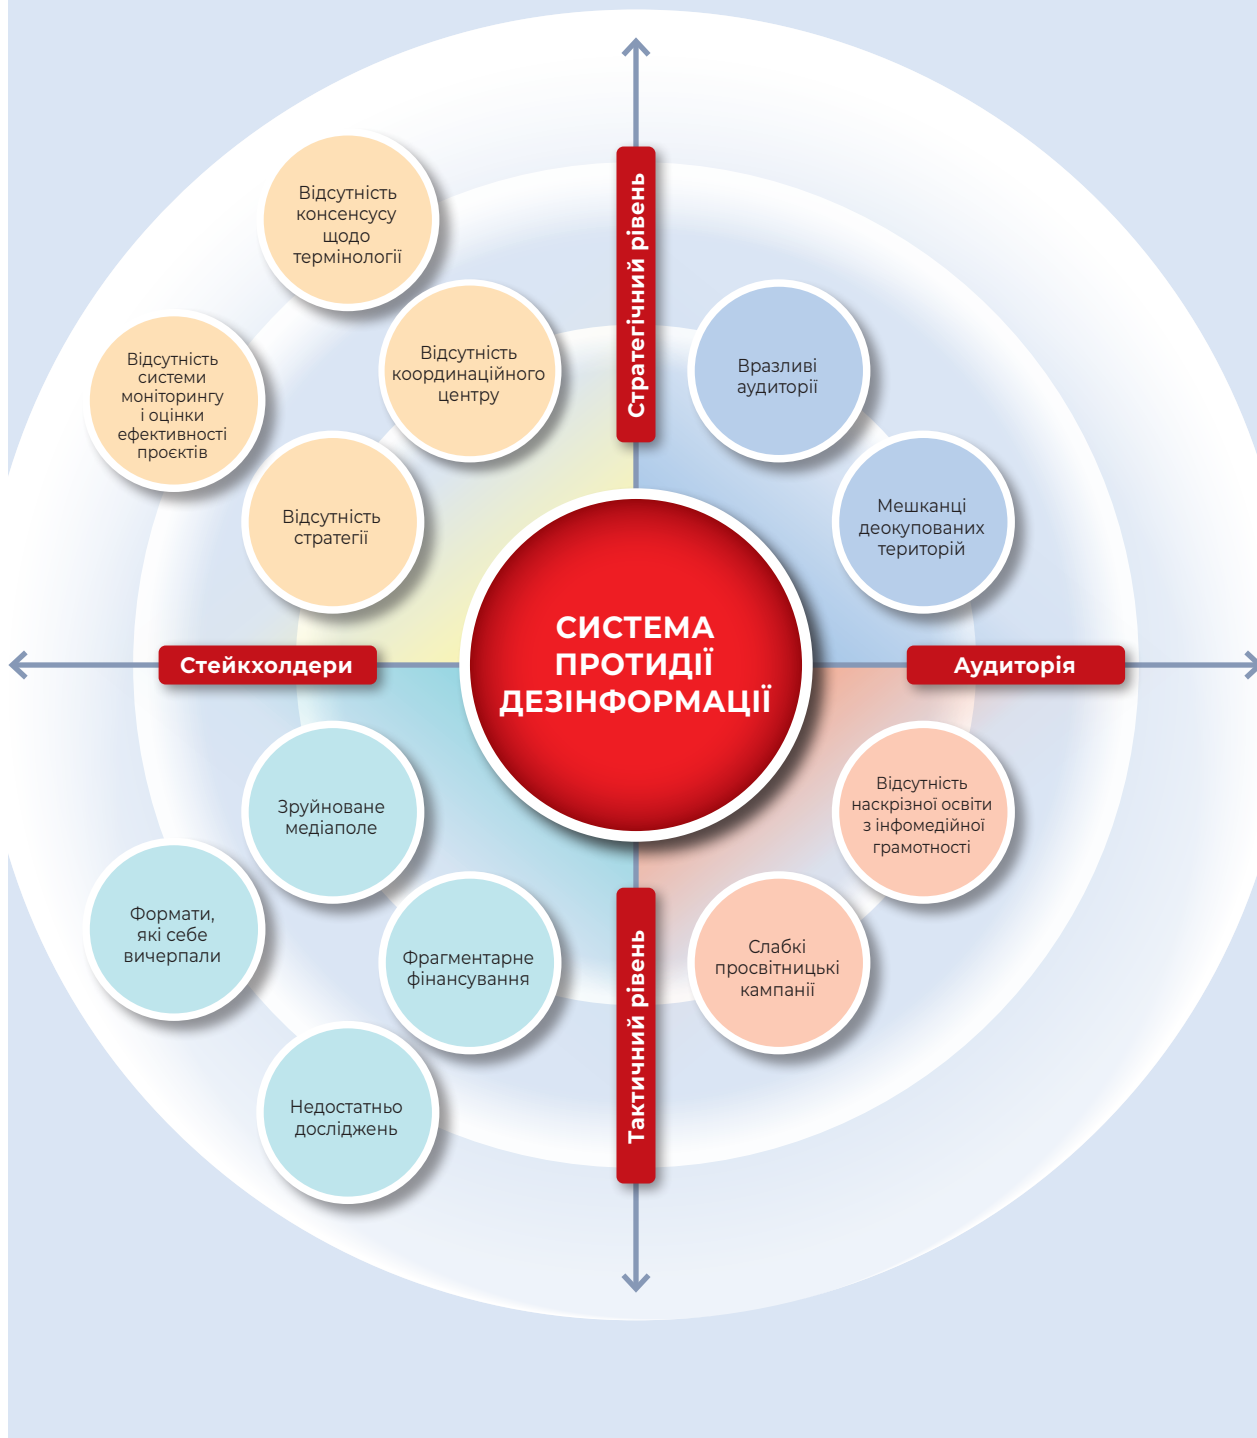 Стратегічний рівень
Відсутність
консенсусу
щодо
термінології
Відсутність
координаційного
центру
Відсутність
системи
моніторингу
і оцінки
ефективності
проєктів
Відсутність
стратегії
Вразливі
аудиторії
Мешканці
деокупованих
територій
СИСТЕМА
ПРОТИДІЇ
ДЕЗІНФОРМАЦІЇ
Стейкхолдери
Аудиторія
Зруйноване
медіаполе
Формати,
які себе
вичерпали
Фрагментарне
фінансування
Недостатньо
досліджень
Відсутність
наскрізної освіти
з інфомедійної
грамотності
Слабкі
просвітницькі
кампанії
Тактичний рівень